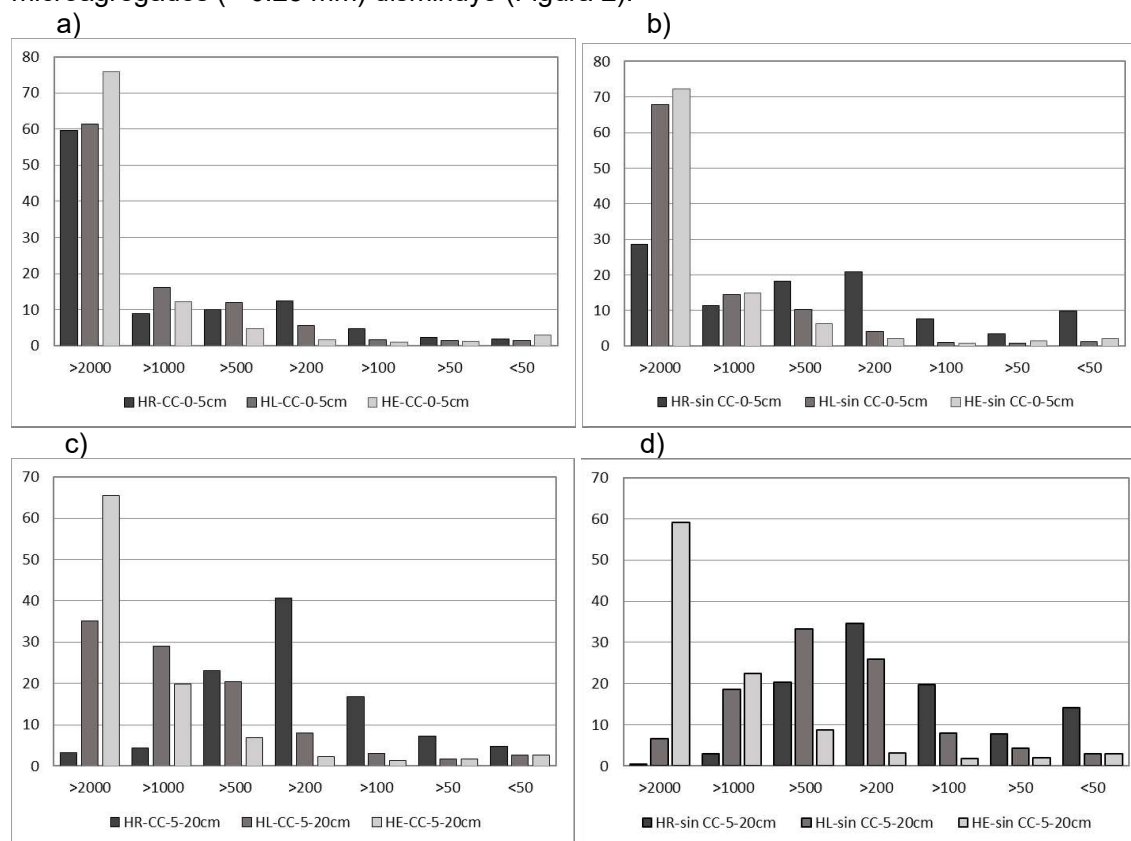 microagregados (
0.25 mm) disminuyó (Figura 2).
a)
80
70
60
50
40
30
20
10
0
>2000 >1000 >500 >200 >100 >50 <50
HR-CC-0-5cm HL-CC-0-5cm HE-CC-0-5cm
b)
80
70
60
50
40
30
20
10
0
>2000 >1000 >500 >200 >100 >50 <50
HR-sin CC-0-5cm HL-sin CC-0-5cm HE-sin CC-0-5cm
c)
70
60
50
40
30
20
10
0
>2000 >1000 >500 >200 >100 >50 <50
HR-CC-5-20cm HL-CC-5-20cm HE-CC-5-20cm
d)
70
60
50
40
30
20
10
0
>2000 >1000 >500 >200 >100 >50 <50
HR-sin CC-5-20cm HL-sin CC-5-20cm HE-sin CC-5-20cm